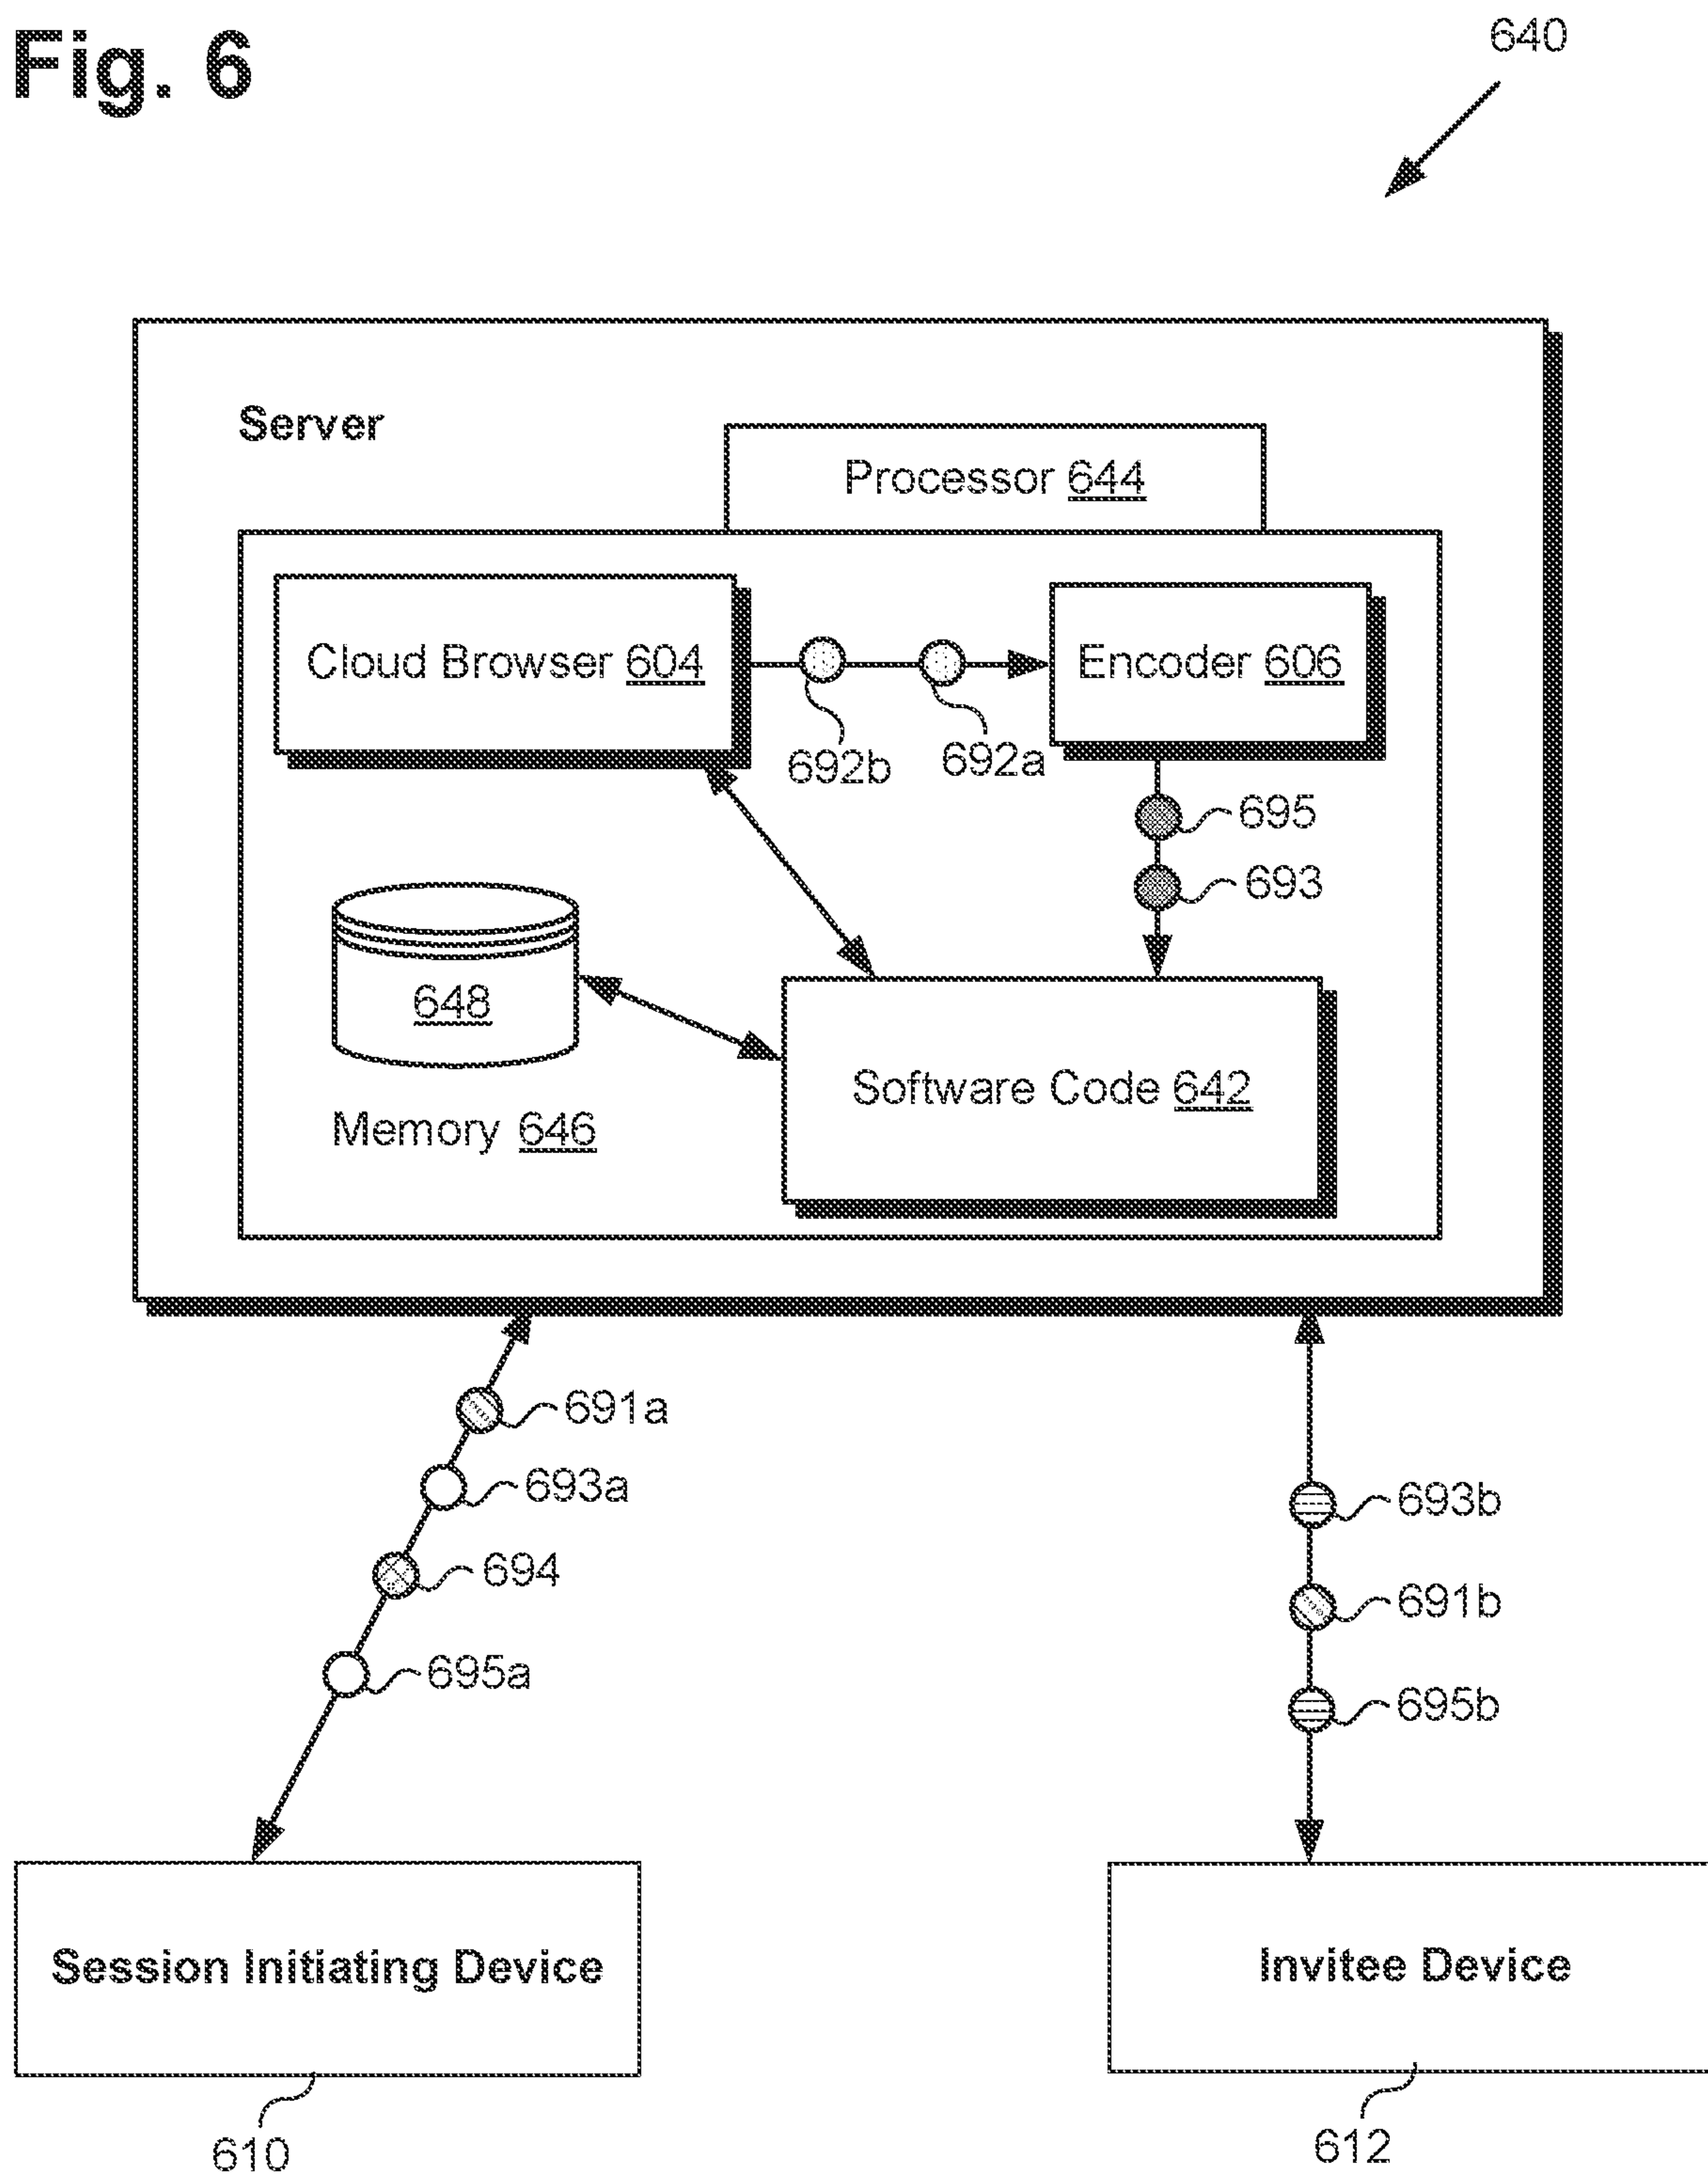 Fig. 6
640
Server
Processor 644
Cloud Browser 604
Encoder 606
692b
692a
695
693
648
Software Code 642
Memory 646
691a
693a
693b
694
691b
695a
695b
Session Initiating Device
Invitee Device
610
612